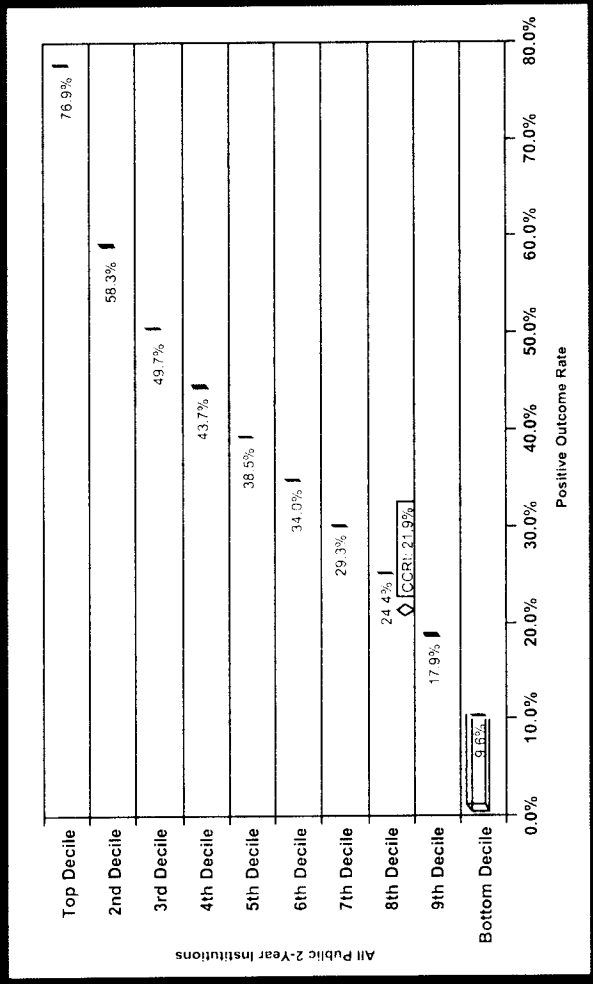 All Public 2-Year Institutions
Top Decile
76.9%
2nd Decile
58.3%
3rd Decile
49.7%
4th Decile
43.7%
5th Decile
38.5%
6th Decile
34.0%
7th Decile
29.3%
8th Decile
24.4%
CCRI: 21.9%
9th Decile
17.9%
Bottom Decile
9.6%
0.0% 10.0% 20.0% 30.0% 40.0% 50.0% 60.0% 70.0% 80.0%
Positive Outcome Rate